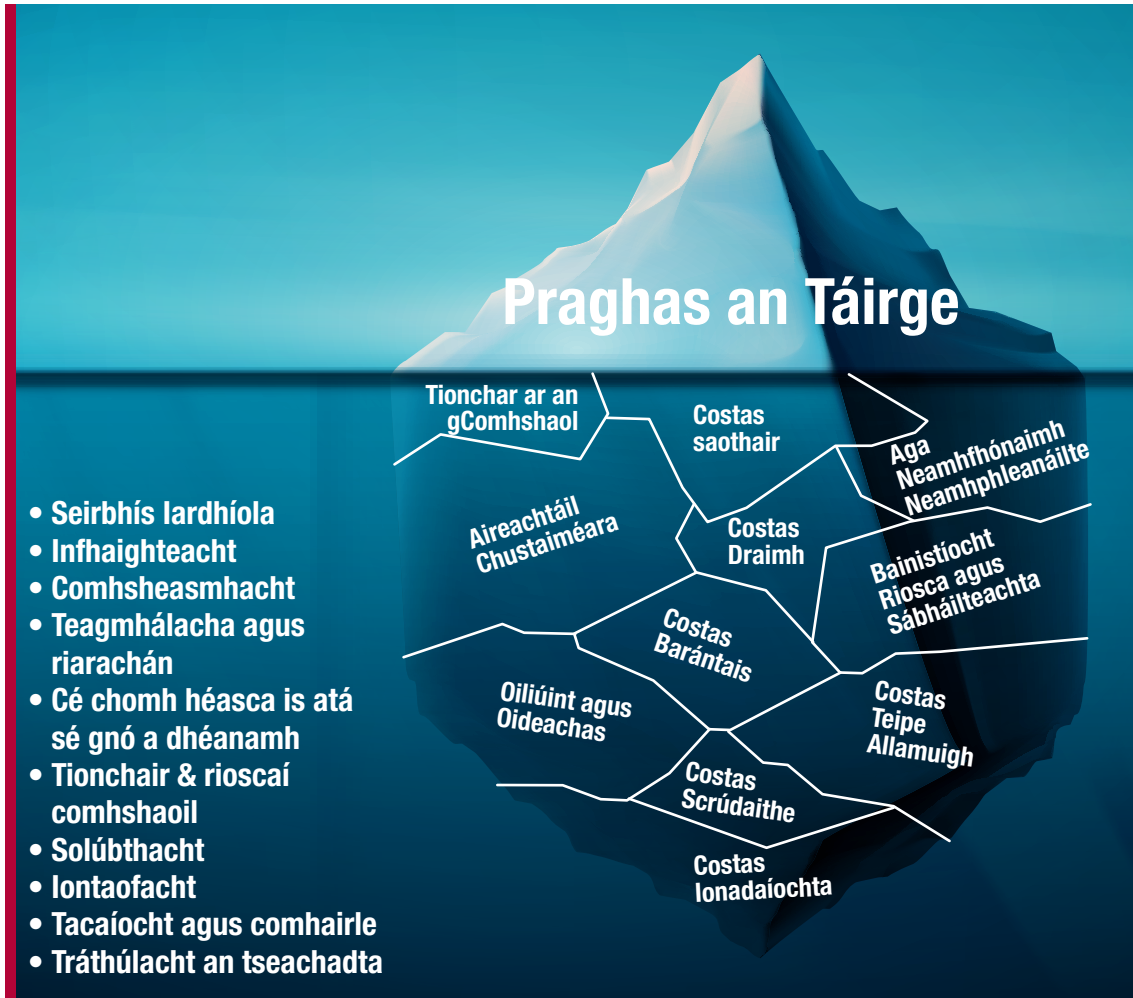 Praghas an Táirge
Tionchar ar an
gComhshaol
Costas
saothair
Aga
Neamhfhónaimh
Neamhphleanáilte
Aireachtáil
Chustaiméara
Costas
Draimh
Bainistíocht
Riosca agus
Sábháilteachta
Costas
Barántais
Oiliúint agus
Oideachas
Costas
Teipe
Allamuigh
Costas
Scrúdaithe
Costas
Ionadaíochta
• Seirbhís Iardhíola
• Infhaighteacht
• Comhsheasmhacht
• Teagmhálacha agus
riarachán
• Cé chomh héasca is atá
sé gnó a dhéanamh
• Tionchair & rioscaí
comhshaoil
• Solúbthacht
• Iontaofacht
• Tacaíocht agus comhairle
• Tráthúlacht an tseachadta